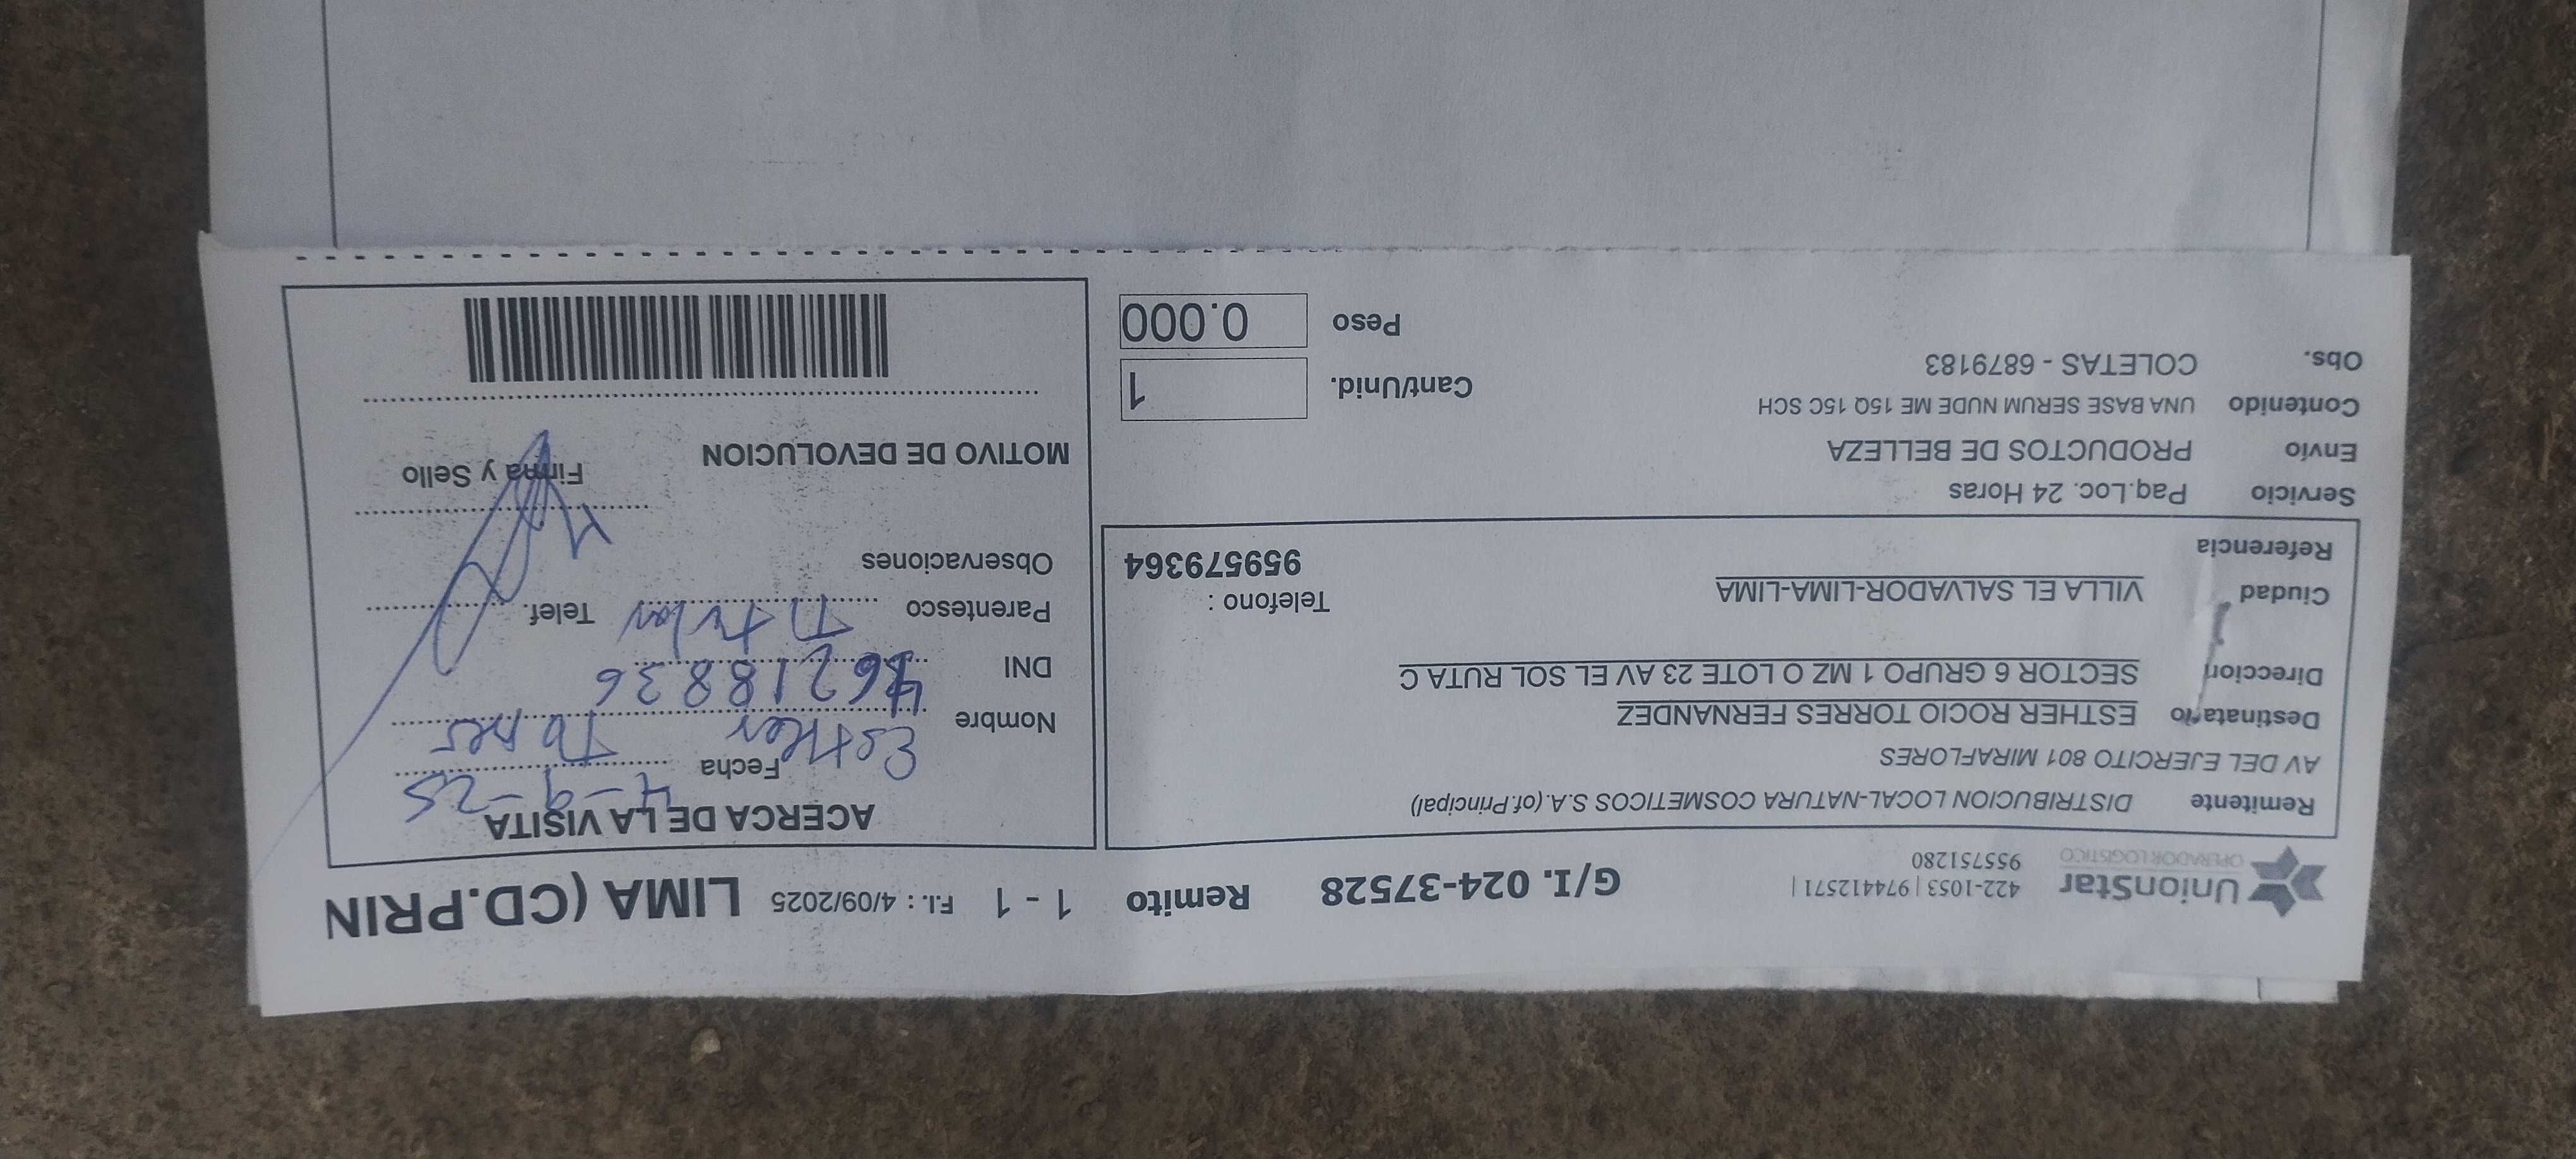 UnionStar
OPERADOR LOGISTICO
422-1053 | 974412571 |
955751280
G/I. 024-37528 Remito 1 - 1 F.I. : 4/09/2025 LIMA (CD.PRIN
Remitente DISTRIBUCION LOCAL-NATURA COSMETICOS S.A. (of.Principal)
AV DEL EJERCITO 801 MIRAFLORES
Destinatario ESTHER ROCIO TORRES FERNANDEZ
Direccion SECTOR 6 GRUPO 1 MZ O LOTE 23 AV EL SOL RUTA C
Ciudad VILLA EL SALVADOR-LIMA-LIMA
Telefono :
959579364
Referencia
Servicio Paq.Loc. 24 Horas
Envío PRODUCTOS DE BELLEZA
Contenido UNA BASE SERUM NUDE ME 15Q 15C SCH
Obs. COLETAS - 6879183
Cant/Unid. 1
Peso 0.000
ACERCA DE LA VISITA
Fecha 4-9-25
Nombre Esther Torres
DNI 46218836
Parentesco Titular Telef.
Observaciones
Firma y Sello
MOTIVO DE DEVOLUCION